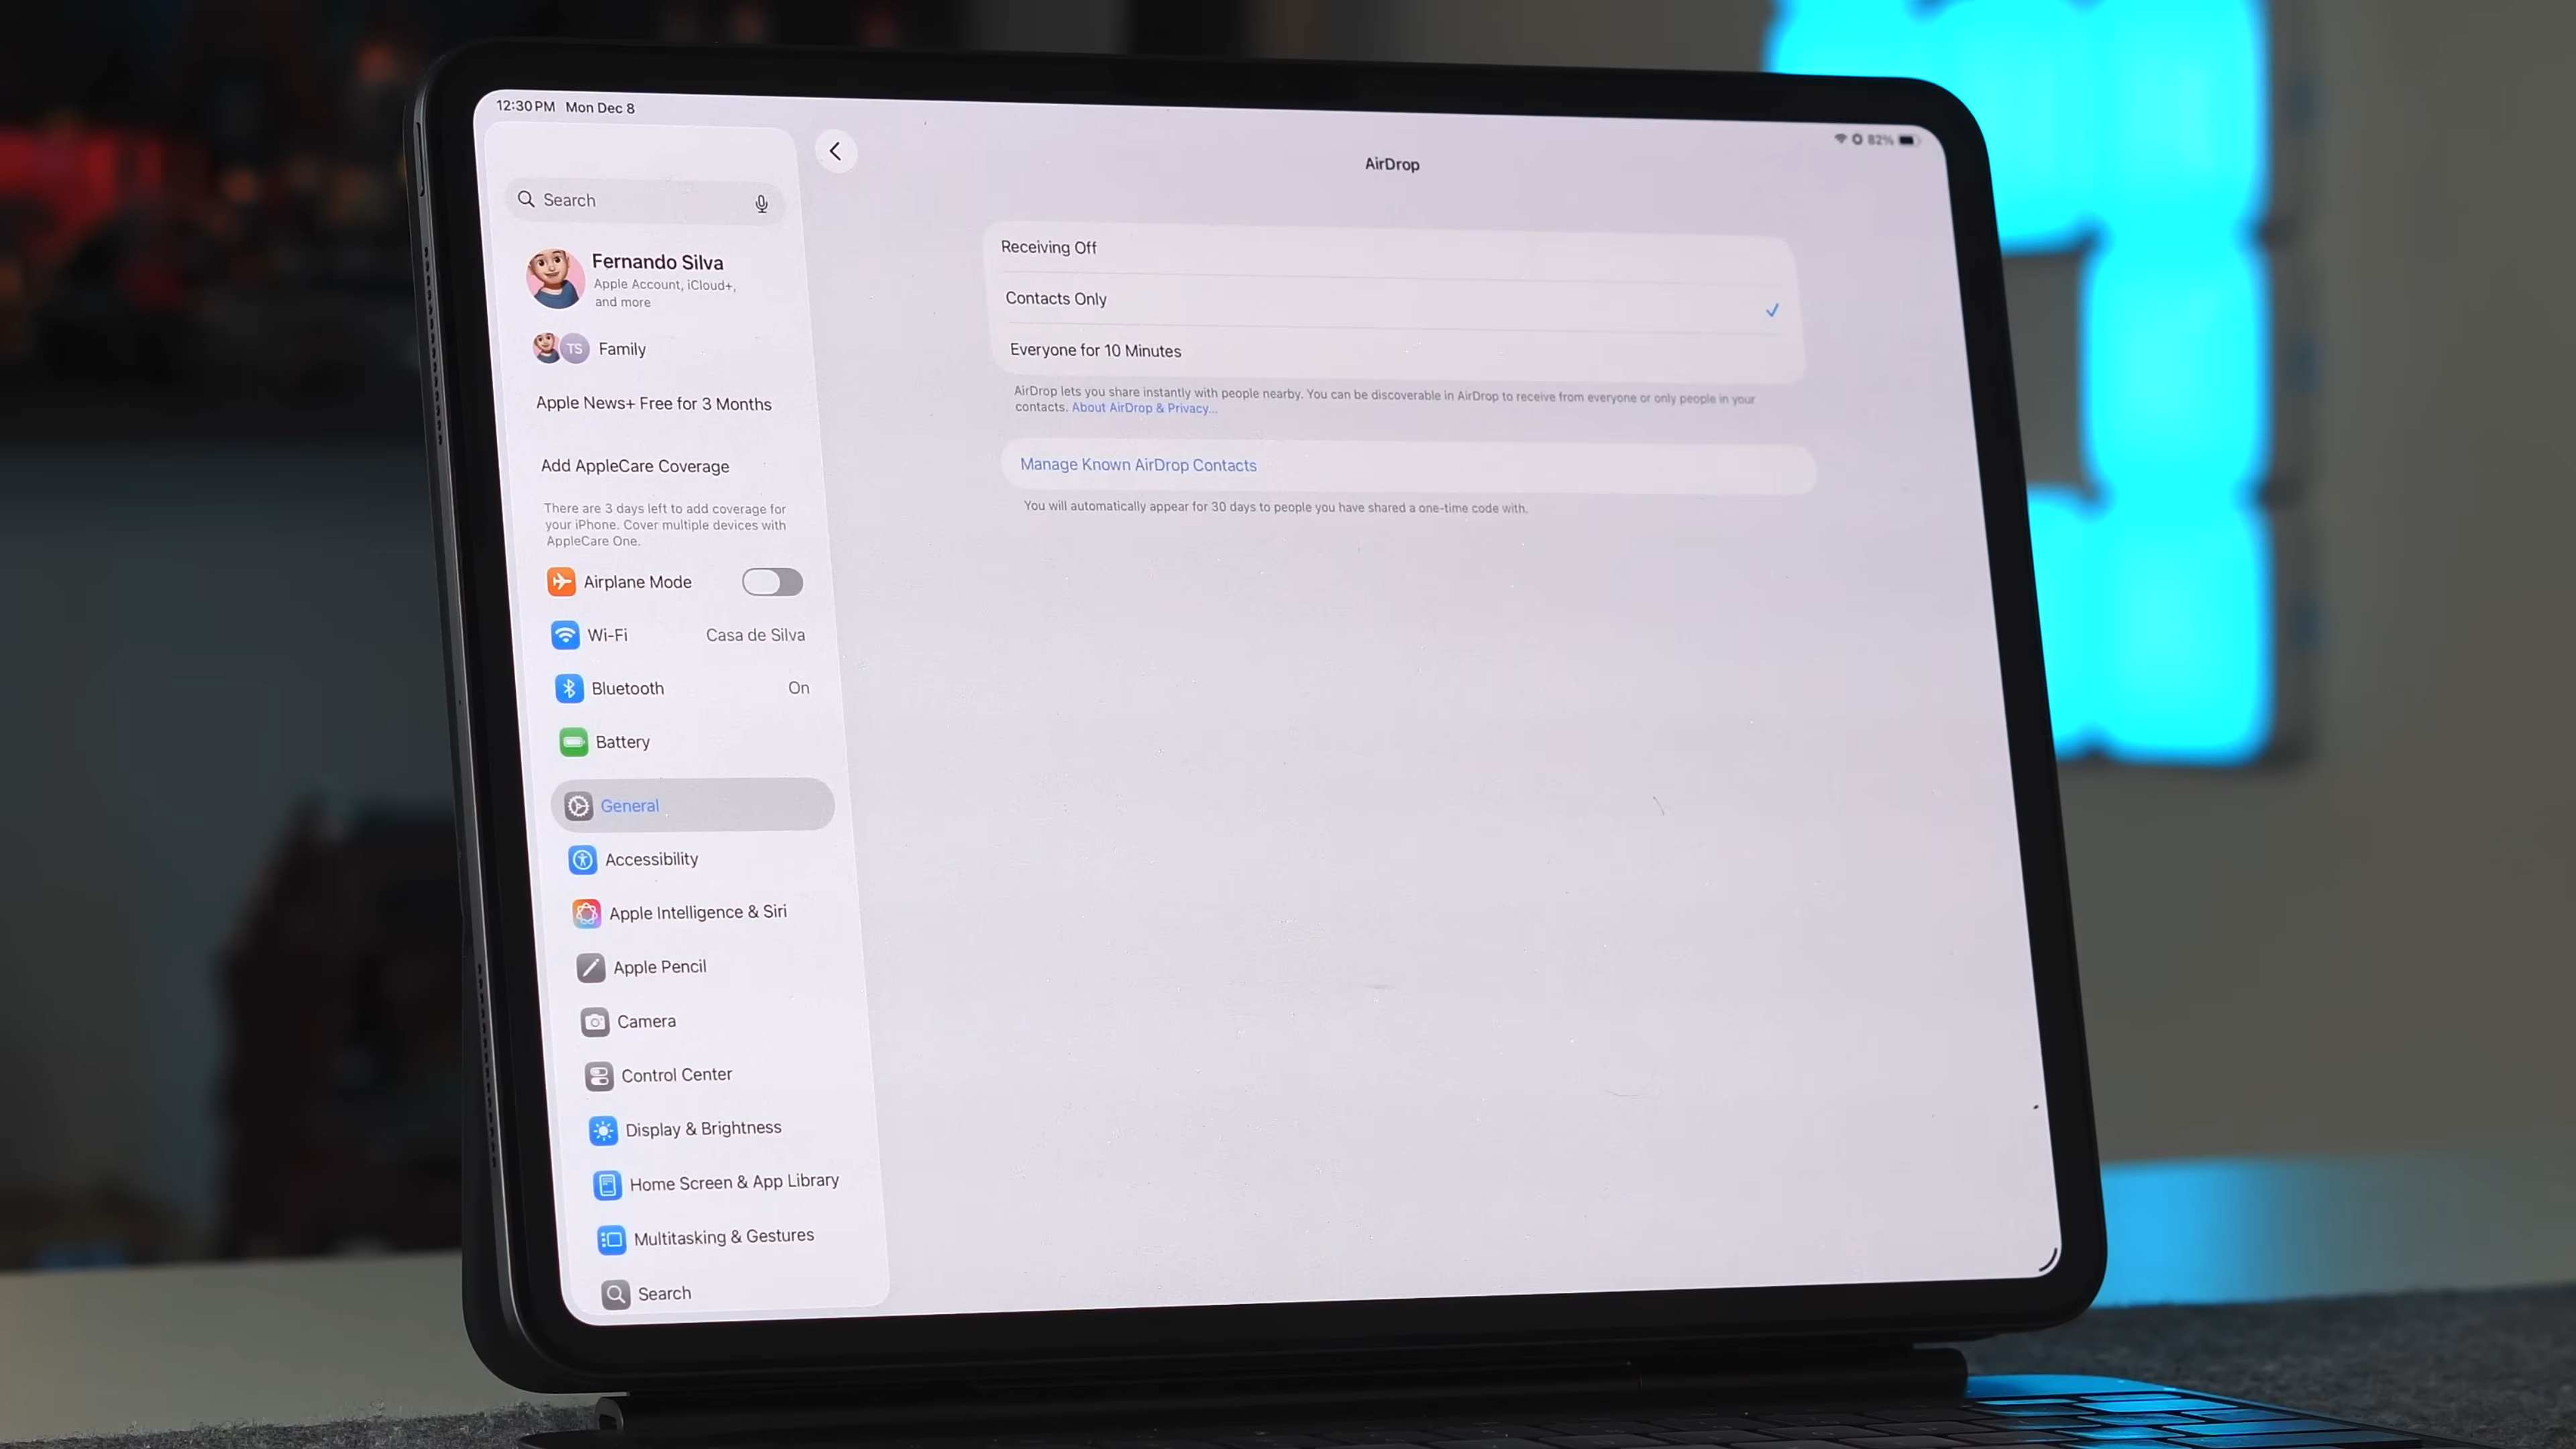 12:30 PM Mon Dec 8
82%
Search
Fernando Silva
Apple Account, iCloud+,
and more
TS
Family
Apple News+ Free for 3 Months
Add AppleCare Coverage
There are 3 days left to add coverage for
your iPhone. Cover multiple devices with
AppleCare One.
Airplane Mode
Wi-Fi Casa de Silva
Bluetooth On
Battery
General
Accessibility
Apple Intelligence & Siri
Apple Pencil
Camera
Control Center
Display & Brightness
Home Screen & App Library
Multitasking & Gestures
Search
AirDrop
Receiving Off
Contacts Only
Everyone for 10 Minutes
AirDrop lets you share instantly with people nearby. You can be discoverable in AirDrop to receive from everyone or only people in your
contacts. About AirDrop & Privacy...
Manage Known AirDrop Contacts
You will automatically appear for 30 days to people you have shared a one-time code with.